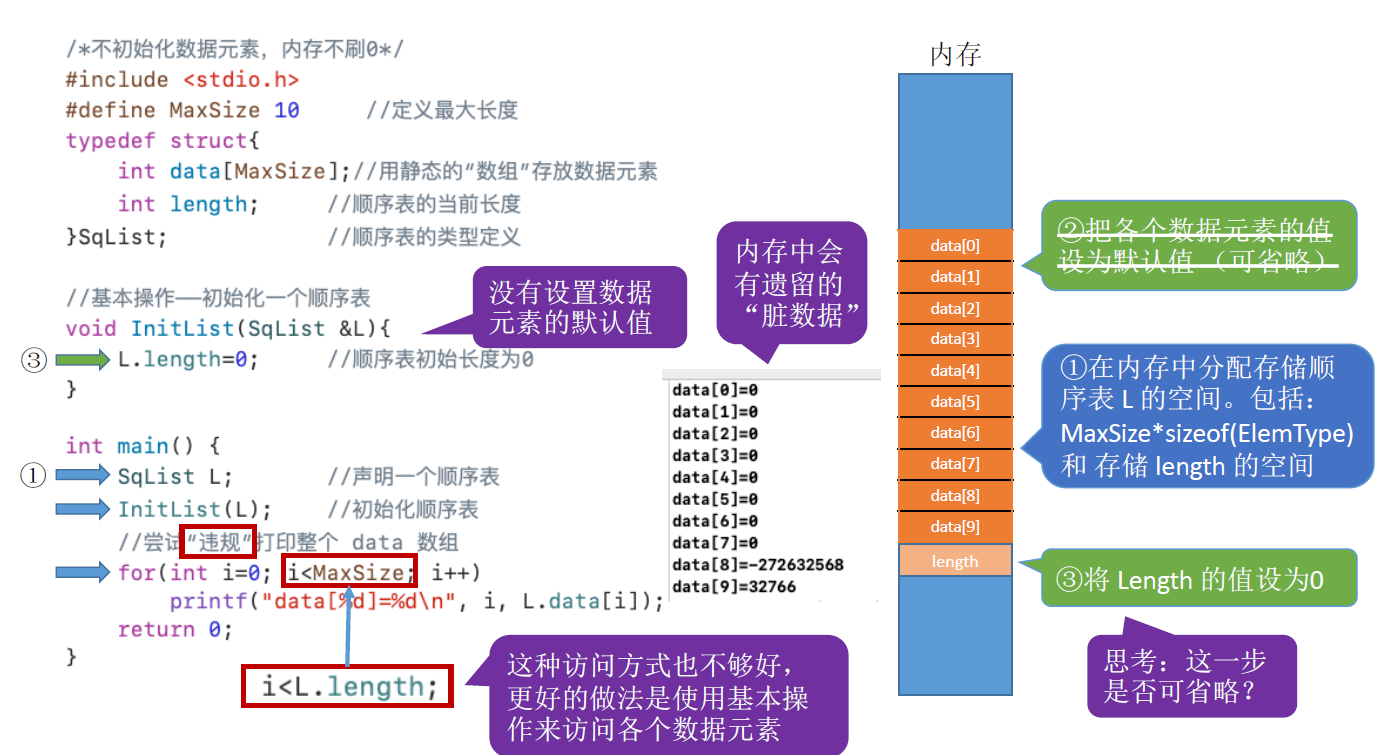 /*不初始化数据元素，内存不刷0*/
#include <stdio.h>
#define MaxSize 10 //定义最大长度
typedef struct{
int data[MaxSize];//用静态的“数组”存放数据元素
int length; //顺序表的当前长度
}SqList; //顺序表的类型定义
//基本操作——初始化一个顺序表
void InitList(SqList &L){
③ L.length=0; //顺序表初始长度为0
}
int main() {
① SqList L; //声明一个顺序表
InitList(L); //初始化顺序表
//尝试“违规”打印整个 data 数组
for(int i=0; i<MaxSize; i++)
printf("data[%d]=%d\n", i, L.data[i]);
return 0;
}
i<L.length;
没有设置数据
元素的默认值
内存中会
有遗留的
“脏数据”
data[0]=0
data[1]=0
data[2]=0
data[3]=0
data[4]=0
data[5]=0
data[6]=0
data[7]=0
data[8]=-272632568
data[9]=32766
这种访问方式也不够好，
更好的做法是使用基本操
作来访问各个数据元素
内存
data[0]
data[1]
data[2]
data[3]
data[4]
data[5]
data[6]
data[7]
data[8]
data[9]
length
②把各个数据元素的值
设为默认值（可省略）
①在内存中分配存储顺
序表 L 的空间。包括：
MaxSize*sizeof(ElemType)
和 存储 length 的空间
③将 Length 的值设为0
思考：这一步
是否可省略？